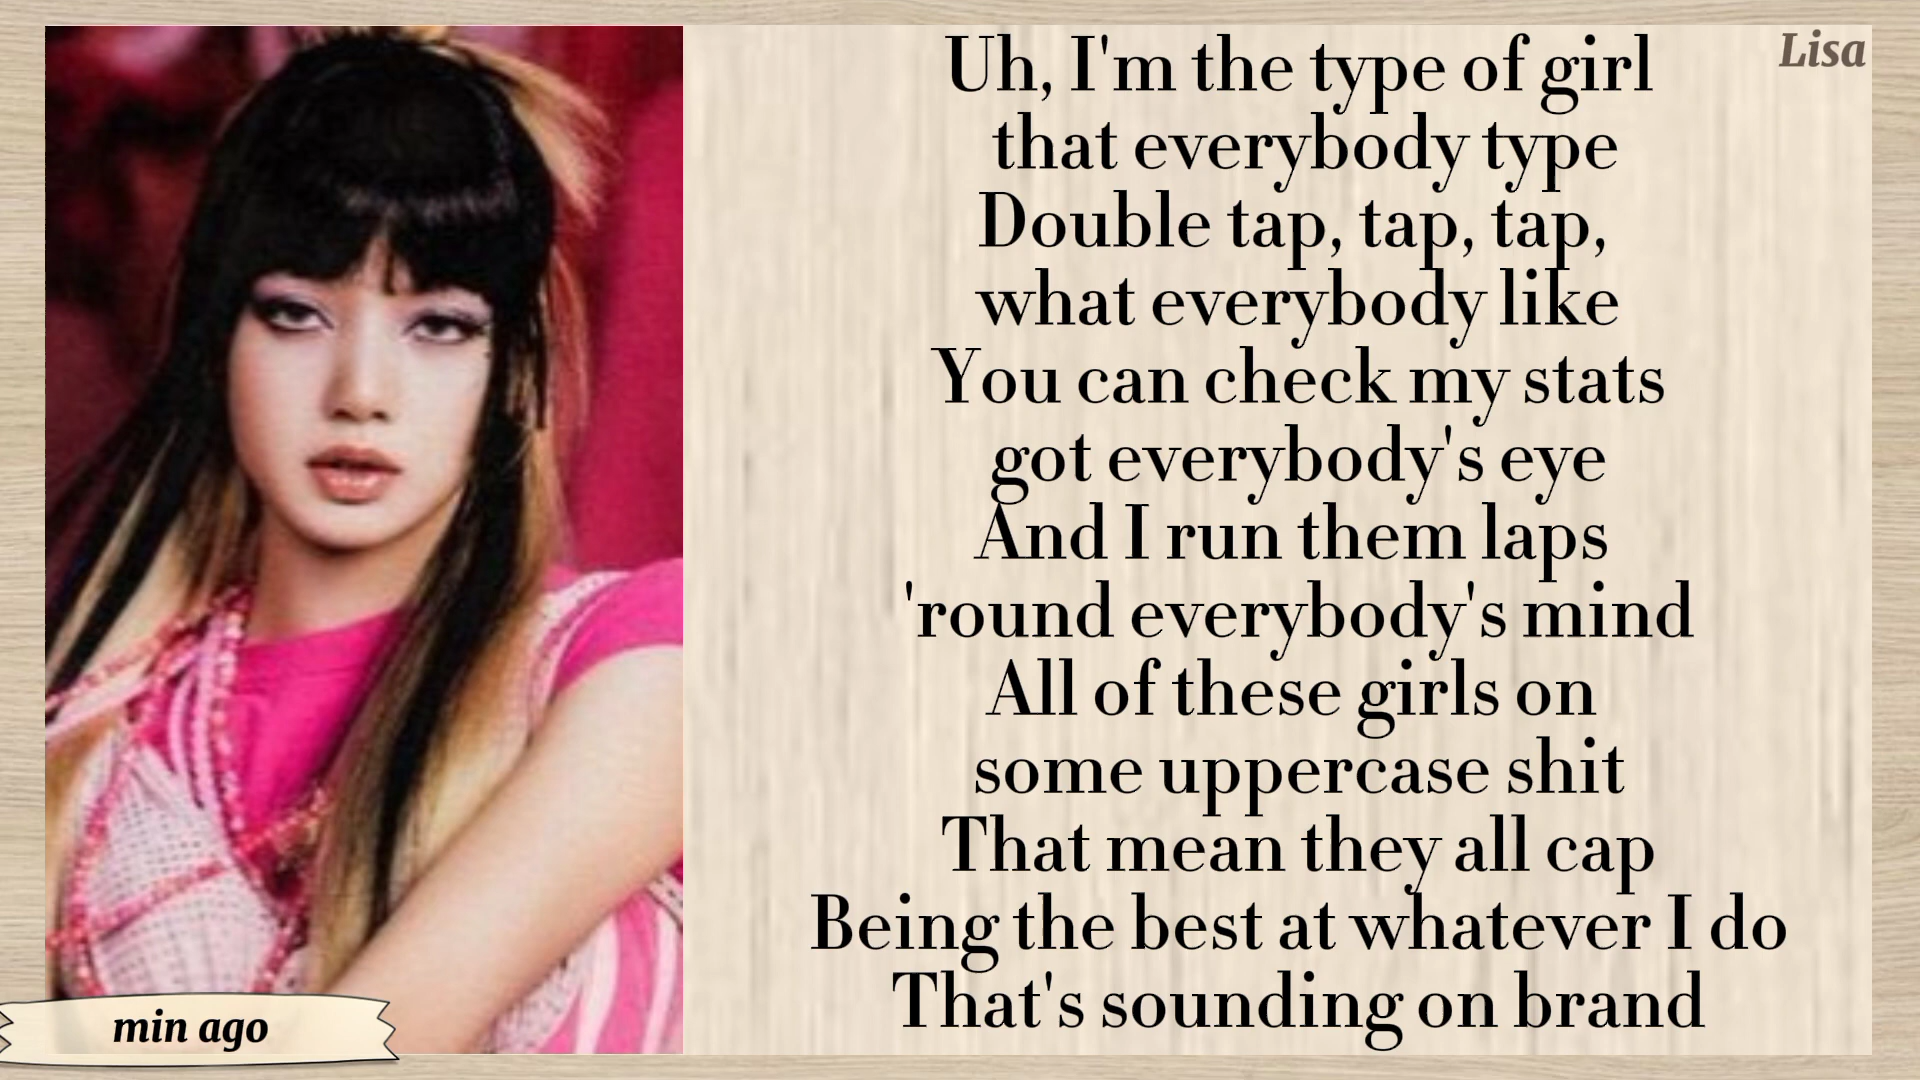 Lisa
Uh, I'm the type of girl
that everybody type
Double tap, tap, tap,
what everybody like
You can check my stats
got everybody's eye
And I run them laps
'round everybody's mind
All of these girls on
some uppercase shit
That mean they all cap
Being the best at whatever I do
That's sounding on brand
min ago